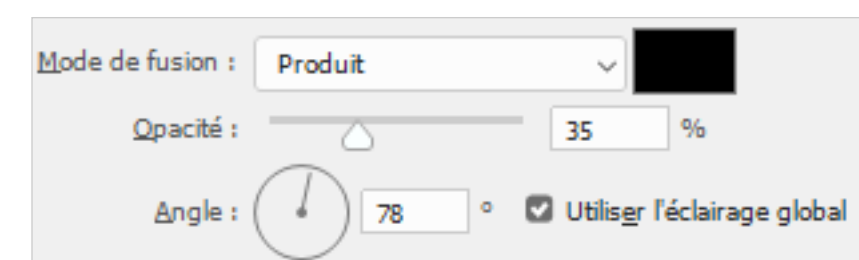 Mode de fusion : Produit
Opacité : 35 %
Angle : 78 ° Utiliser l'éclairage global